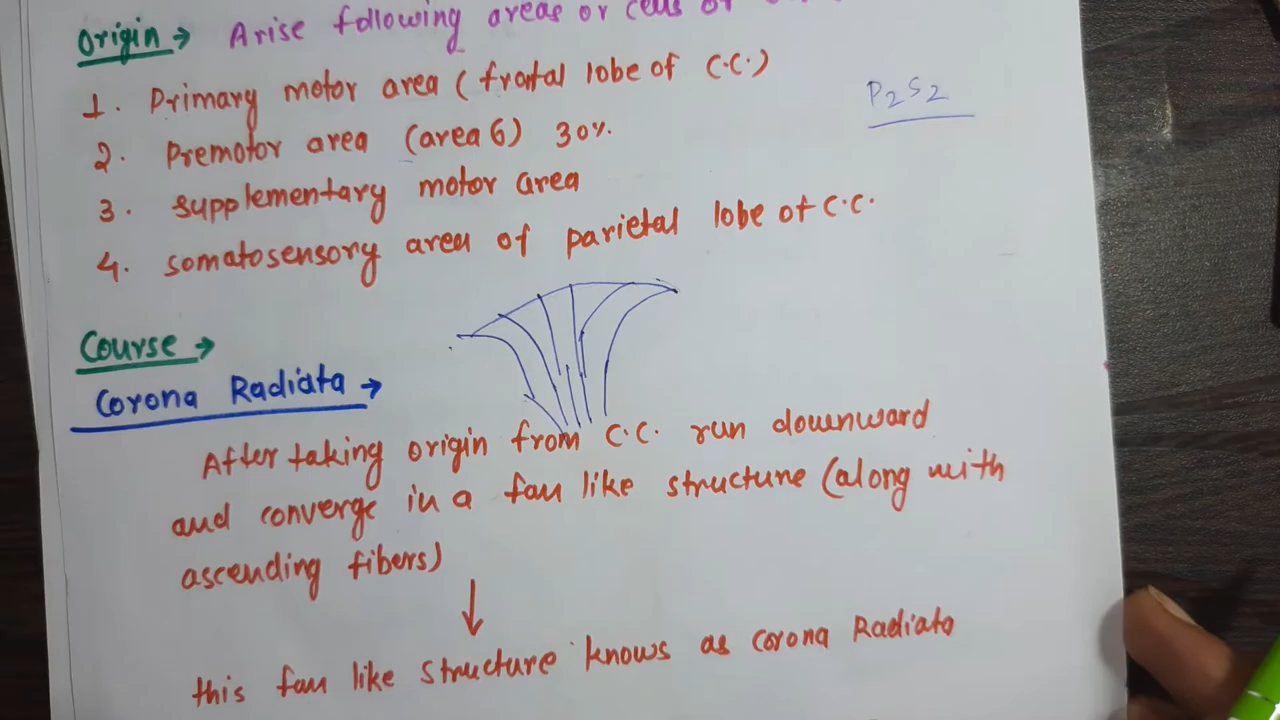 Origin → Arise following areas or cells of
1. Primary motor area (frontal lobe of C.C.)
P2S2
2. Premotor area (area 6) 30%.
3. supplementary motor area
4. somatosensory area of parietal lobe of C.C.
Course →
Corona Radiata →
After taking origin from C.C. run downward
and converge in a fan like structure (along with
ascending fibers)
↓
this fan like structure knows as corona Radiata